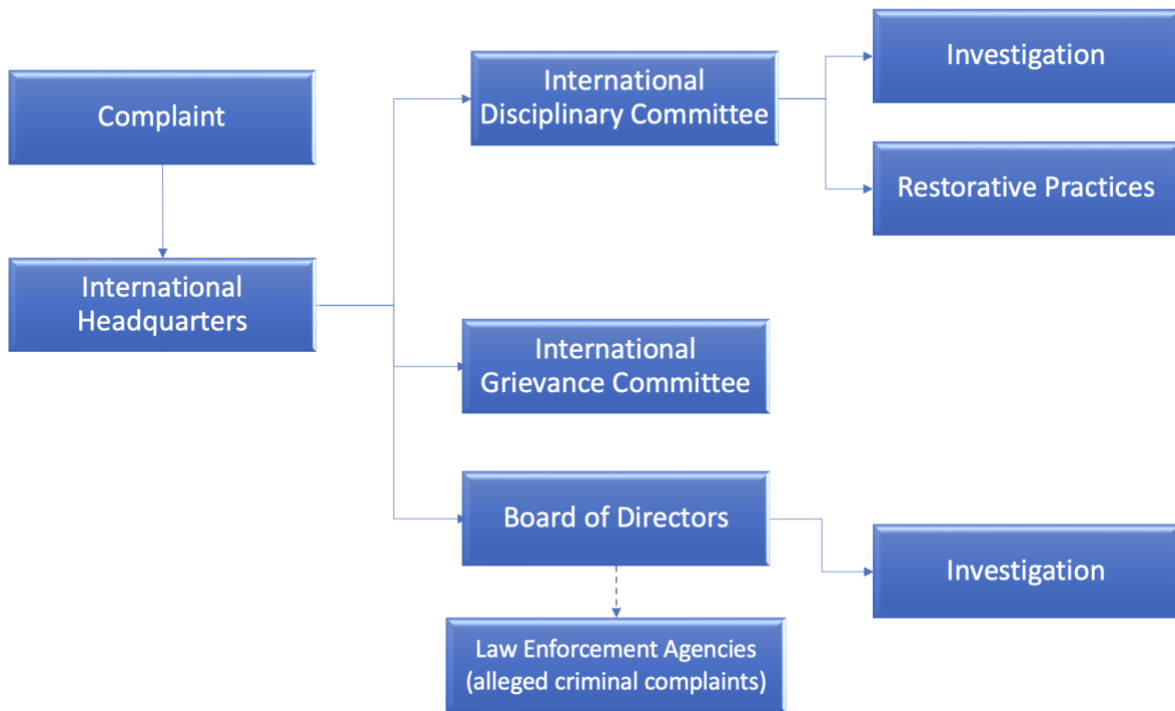 Complaint
International
Headquarters
International
Disciplinary Committee
Investigation
Restorative Practices
International
Grievance Committee
Board of Directors
Investigation
Law Enforcement Agencies
(alleged criminal complaints)